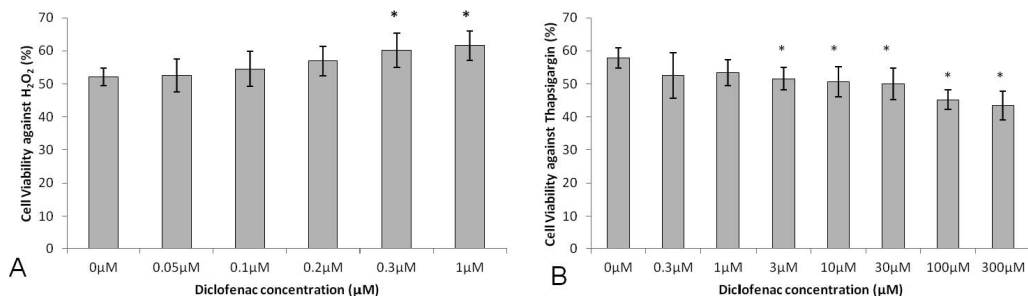 Cell Viability against H₂O₂ (%)
70
60
50
40
30
20
10
0
* *
0µM 0.05µM 0.1µM 0.2µM 0.3µM 1µM
Diclofenac concentration (µM)
A
Cell Viability against Thapsigargin (%)
70
60
50
40
30
20
10
0
* * * * *
0µM 0.3µM 1µM 3µM 10µM 30µM 100µM 300µM
Diclofenac concentration (µM)
B